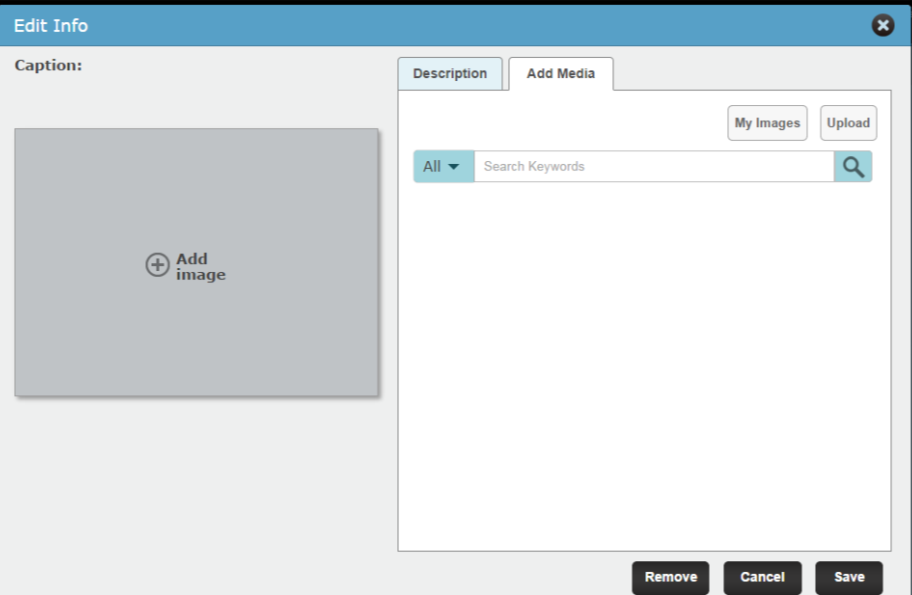 Edit Info
Caption:
Description
Add Media
My Images
Upload
All
Search Keywords
Add
image
Remove
Cancel
Save